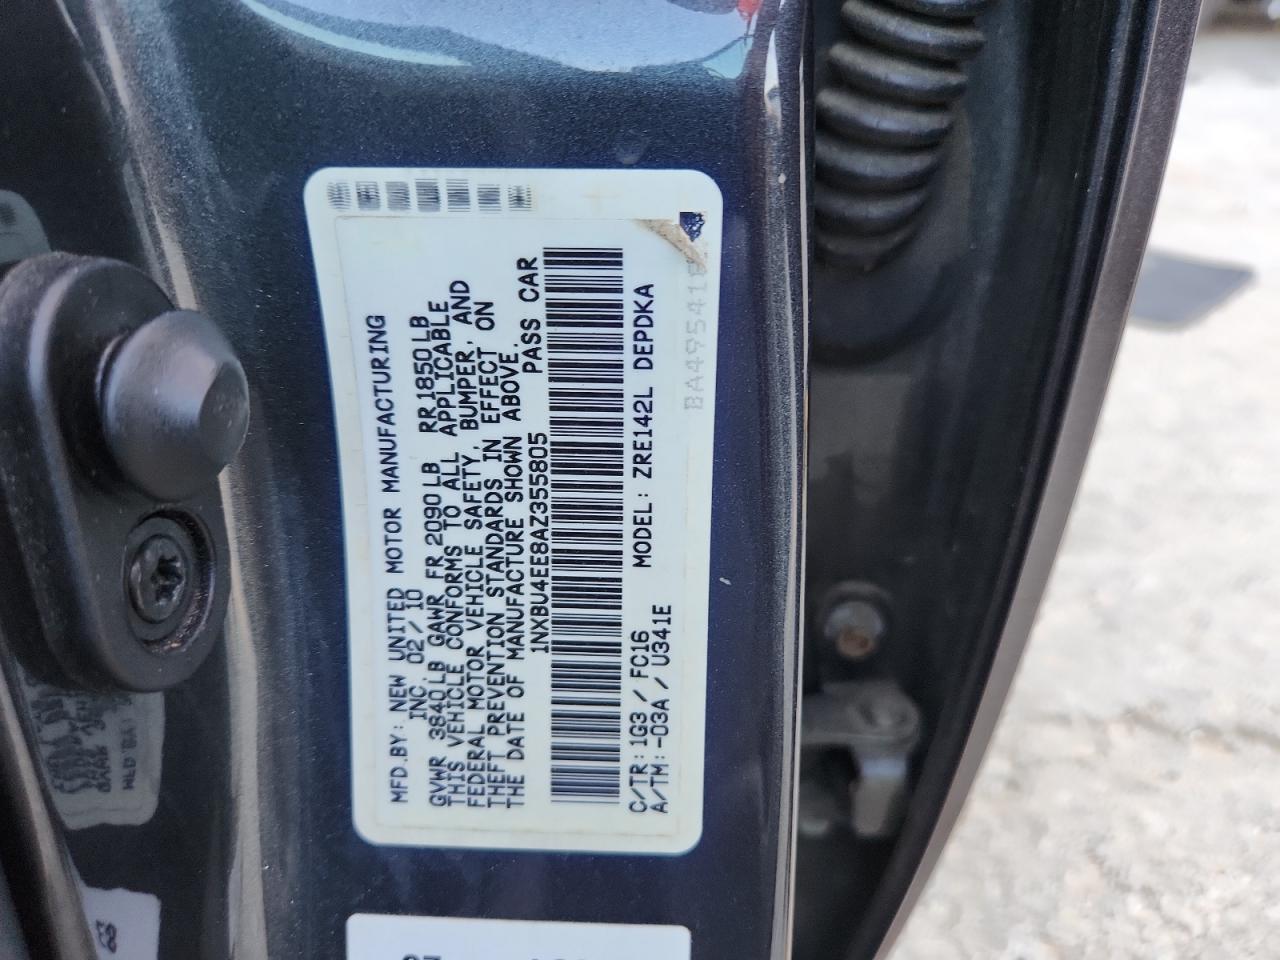 MFD.BY: NEW UNITED MOTOR MANUFACTURING
INC. 02/10
GVWR 3840LB GAWR FR 2090LB RR1850LB
THIS VEHICLE CONFORMS TO ALL APPLICABLE
FEDERAL MOTOR VEHICLE SAFETY, BUMPER, AND
THEFT PREVENTION STANDARDS IN EFFECT ON
THE DATE OF MANUFACTURE SHOWN ABOVE.
1NXBU4EE8AZ355805 PASS CAR
C/TR: 1G3 / FC16 MODEL: ZRE142L DEPDKA
A/TM: -03A / U341E